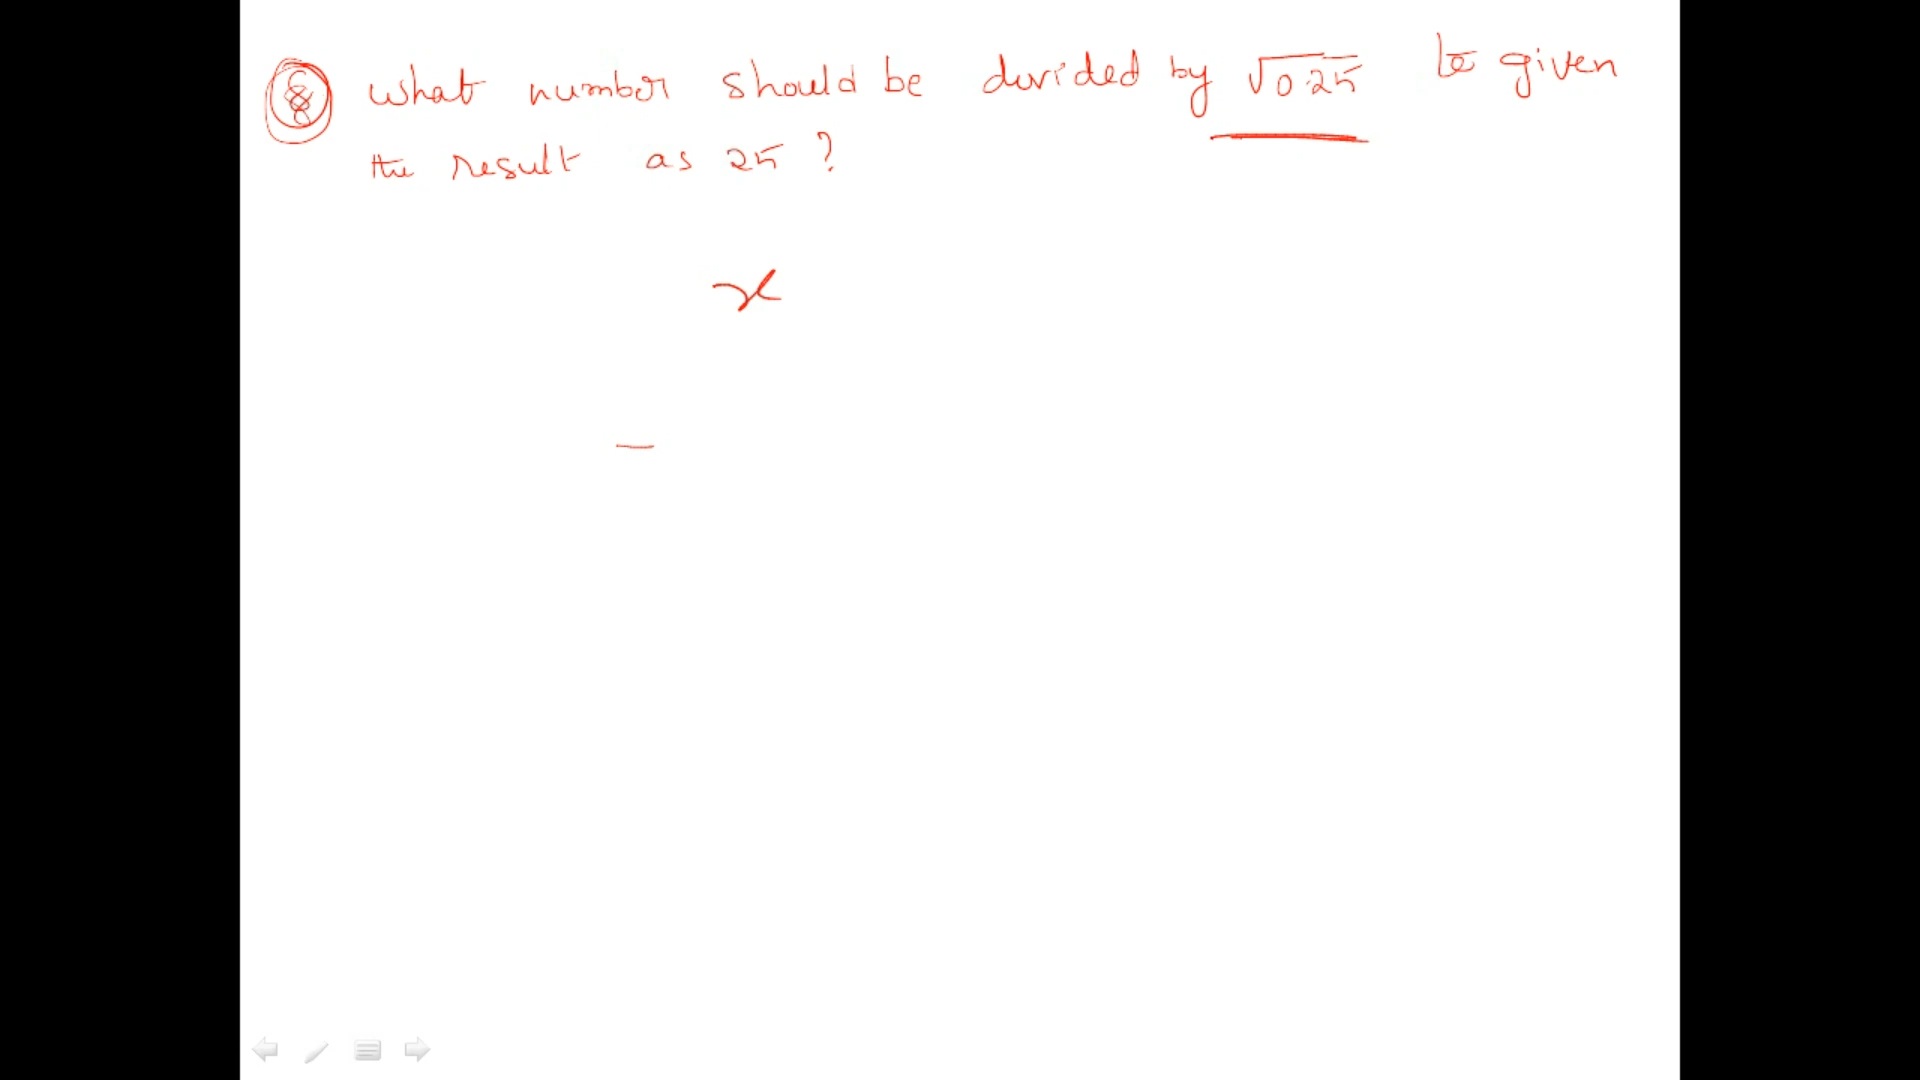 ⑧ What number should be divided by √0.25 to given
the result as 25 ?
x
—